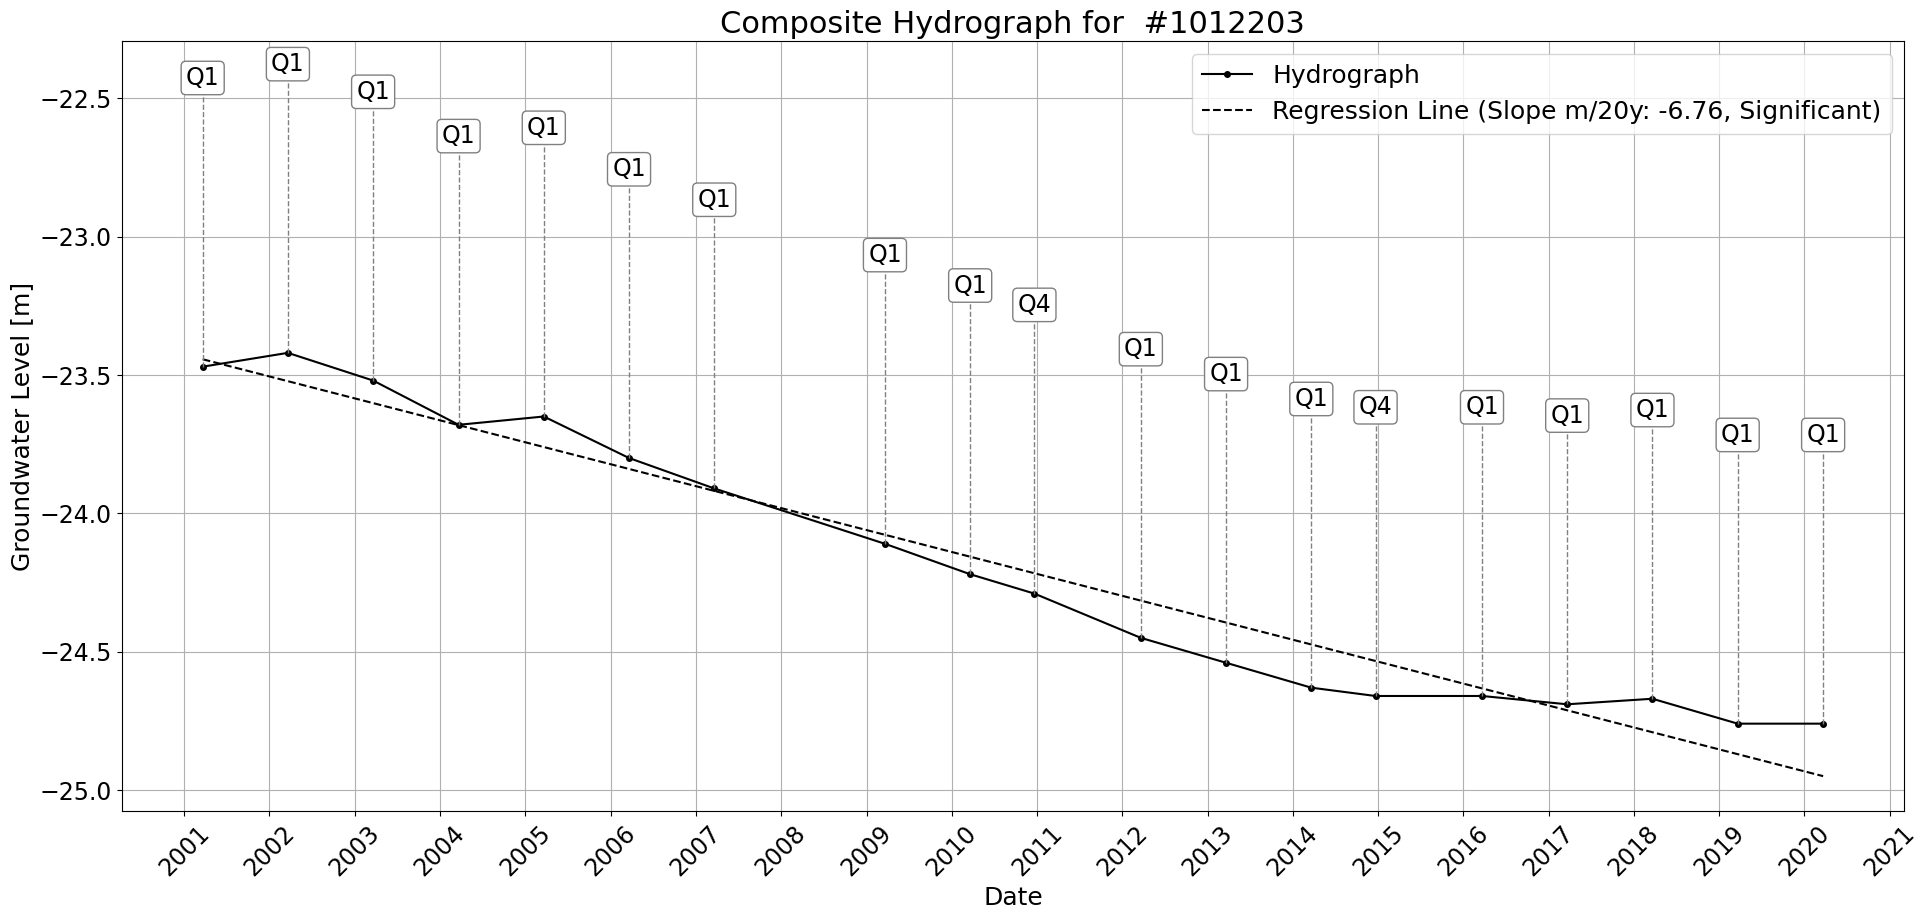 Composite Hydrograph for  #1012203
Hydrograph
Regression Line (Slope m/20y: -6.76, Significant)
Q1
Q1
Q1
Q1
Q1
Q1
Q1
Q1
Q1
Q4
Q1
Q1
Q1
Q4
Q1
Q1
Q1
Q1
Q1
Groundwater Level [m]
−22.5
−23.0
−23.5
−24.0
−24.5
−25.0
2001
2002
2003
2004
2005
2006
2007
2008
2009
2010
2011
2012
2013
2014
2015
2016
2017
2018
2019
2020
2021
Date